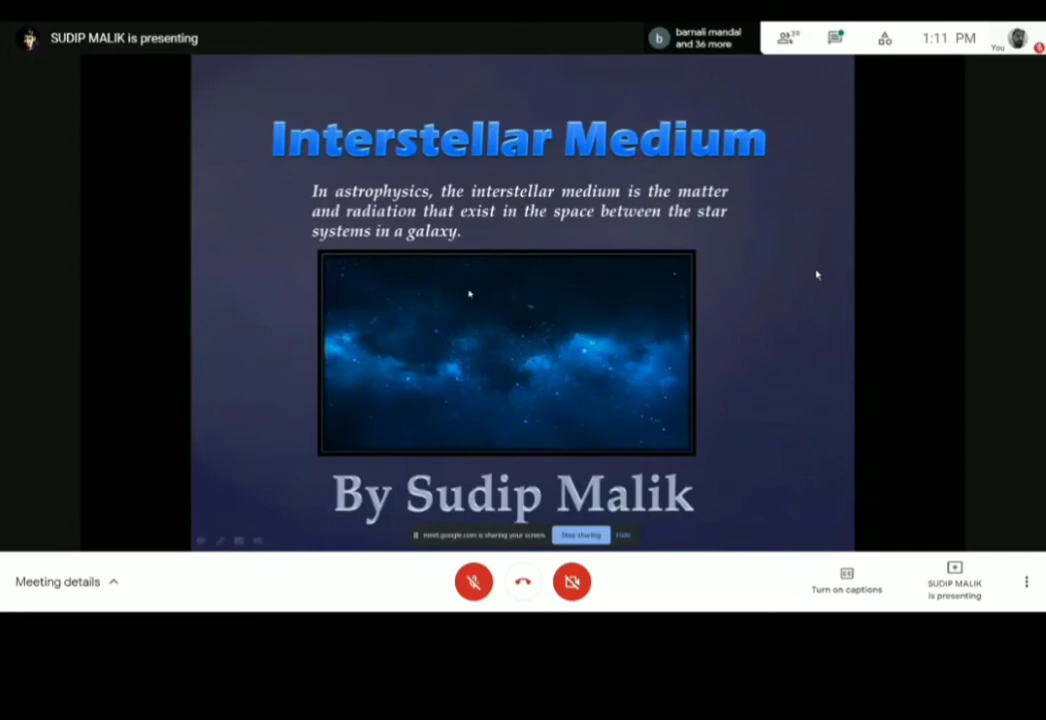 SUDIP MALIK is presenting
b
barnali mandal
and 36 more
1:11 PM
You
Interstellar Medium
In astrophysics, the interstellar medium is the matter
and radiation that exist in the space between the star
systems in a galaxy.
By Sudip Malik
meet.google.com is sharing your screen.
Stop sharing
Hide
Meeting details
Turn on captions
SUDIP MALIK
is presenting